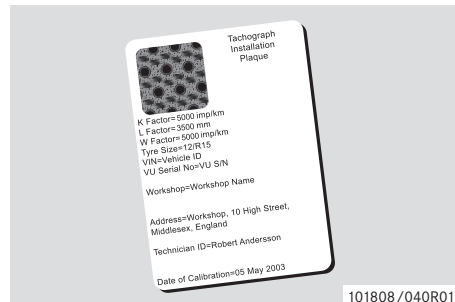 Tachograph
Installation
Plaque
K Factor=5000 imp/km
L Factor=3500 mm
W Factor=5000 imp/km
Tyre Size=12/R15
VIN=Vehicle ID
VU Serial No=VU S/N
Workshop=Workshop Name
Address=Workshop, 10 High Street,
Middlesex, England
Technician ID=Robert Andersson
Date of Calibration=05 May 2003
101808/040R01